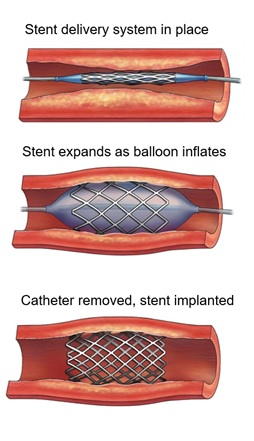 Stent delivery system in place
Stent expands as balloon inflates
Catheter removed, stent implanted